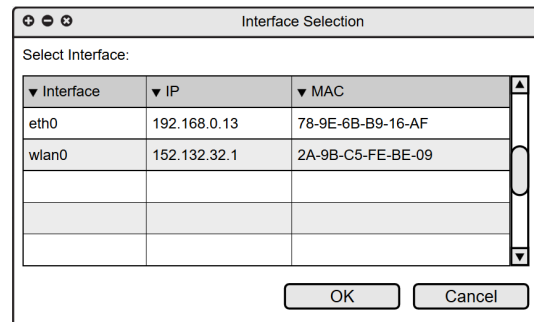 Interface Selection
Select Interface:
▼ Interface ▼ IP ▼ MAC
eth0 192.168.0.13 78-9E-6B-B9-16-AF
wlan0 152.132.32.1 2A-9B-C5-FE-BE-09
OK Cancel